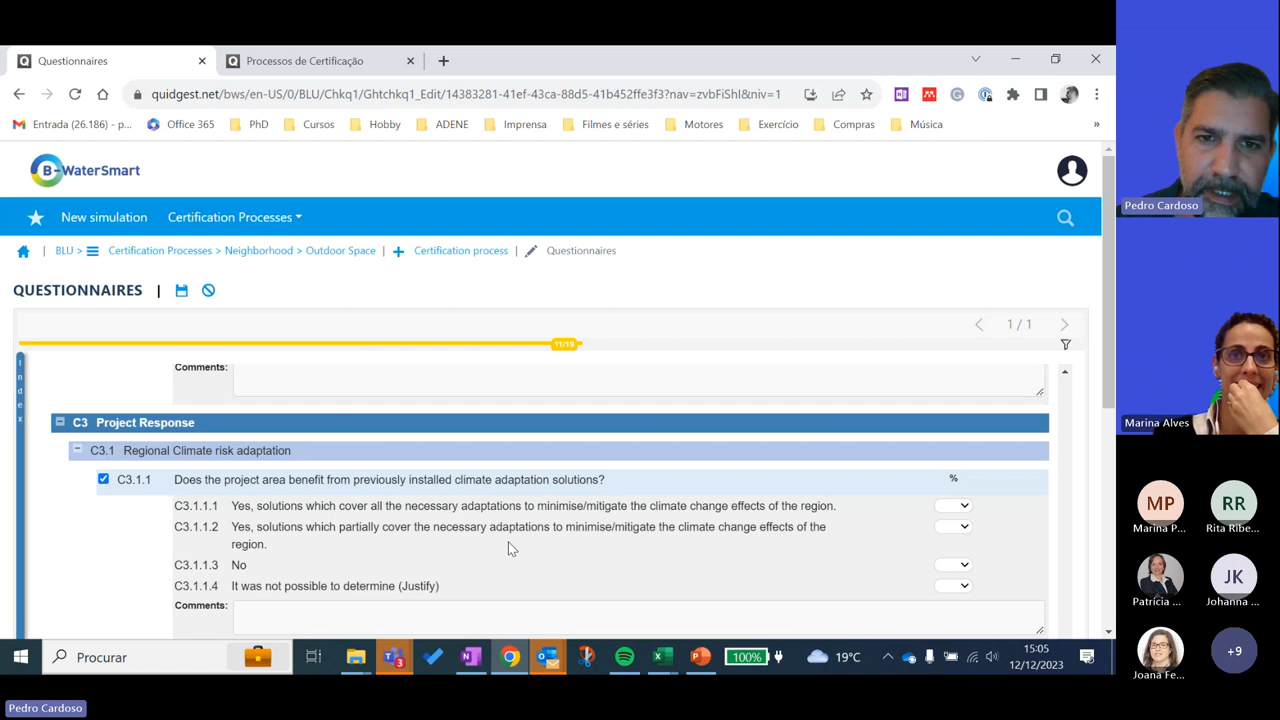 Questionnaires
Processos de Certificação
quidgest.net/bws/en-US/0/BLU/Chkq1/Ghtchkq1_Edit/14383281-41ef-43ca-88d5-41b452ffe3f3?nav=zvbFiShI&niv=1
Entrada (26.186) - p...
Office 365
PhD
Cursos
Hobby
ADENE
Imprensa
Filmes e séries
Motores
Exercício
Compras
Música
»
B-WaterSmart
New simulation
Certification Processes
BLU >
Certification Processes > Neighborhood > Outdoor Space
Certification process
Questionnaires
QUESTIONNAIRES |
1 / 1
11/19
Index
Comments:
C3 Project Response
C3.1 Regional Climate risk adaptation
C3.1.1 Does the project area benefit from previously installed climate adaptation solutions? %
C3.1.1.1 Yes, solutions which cover all the necessary adaptations to minimise/mitigate the climate change effects of the region.
C3.1.1.2 Yes, solutions which partially cover the necessary adaptations to minimise/mitigate the climate change effects of the
region.
C3.1.1.3 No
C3.1.1.4 It was not possible to determine (Justify)
Comments:
Procurar
3
100%
19°C
15:05
12/12/2023
Pedro Cardoso
Pedro Cardoso
Marina Alves
MP
Marina P...
RR
Rita Ribe...
Patrícia ...
JK
Johanna ...
Joana Fe...
+9